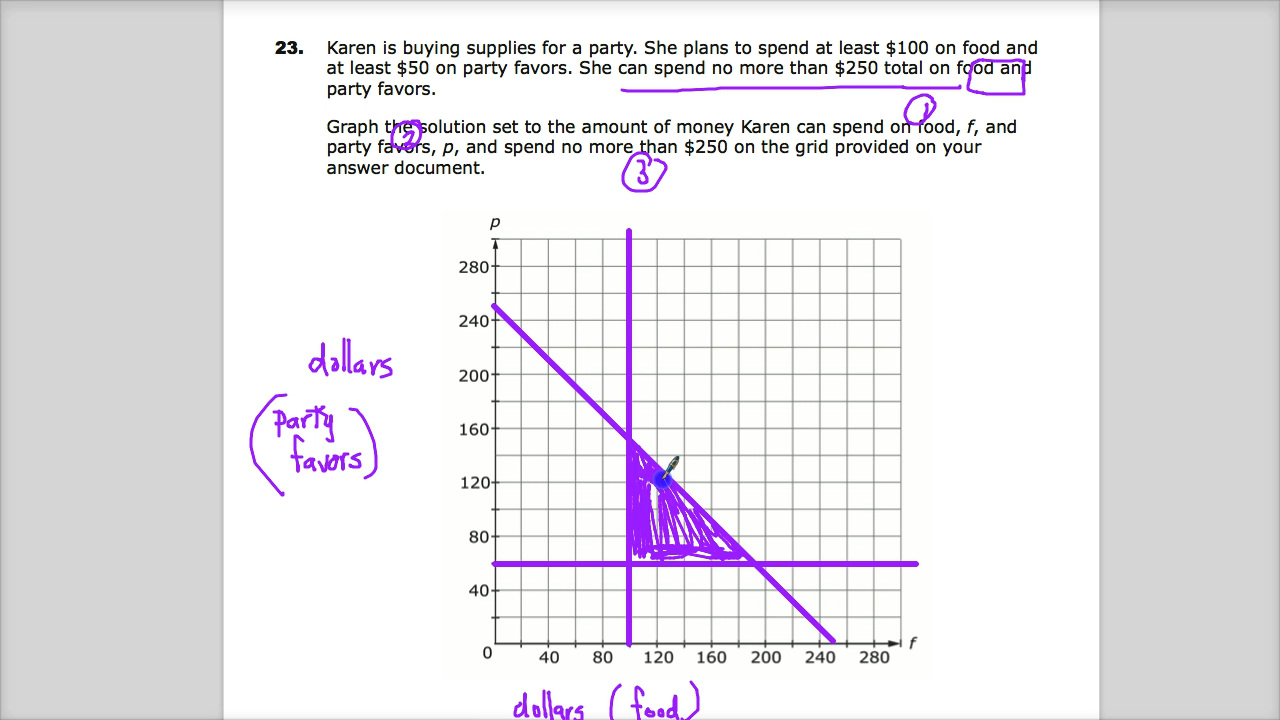 23. Karen is buying supplies for a party. She plans to spend at least $100 on food and
at least $50 on party favors. She can spend no more than $250 total on food and
party favors.
1
Graph the solution set to the amount of money Karen can spend on food, f, and
2
party favors, p, and spend no more than $250 on the grid provided on your
answer document.
3
p
280
240
200
160
120
80
40
0 40 80 120 160 200 240 280 f
dollars
(party
favors)
dollars (food)